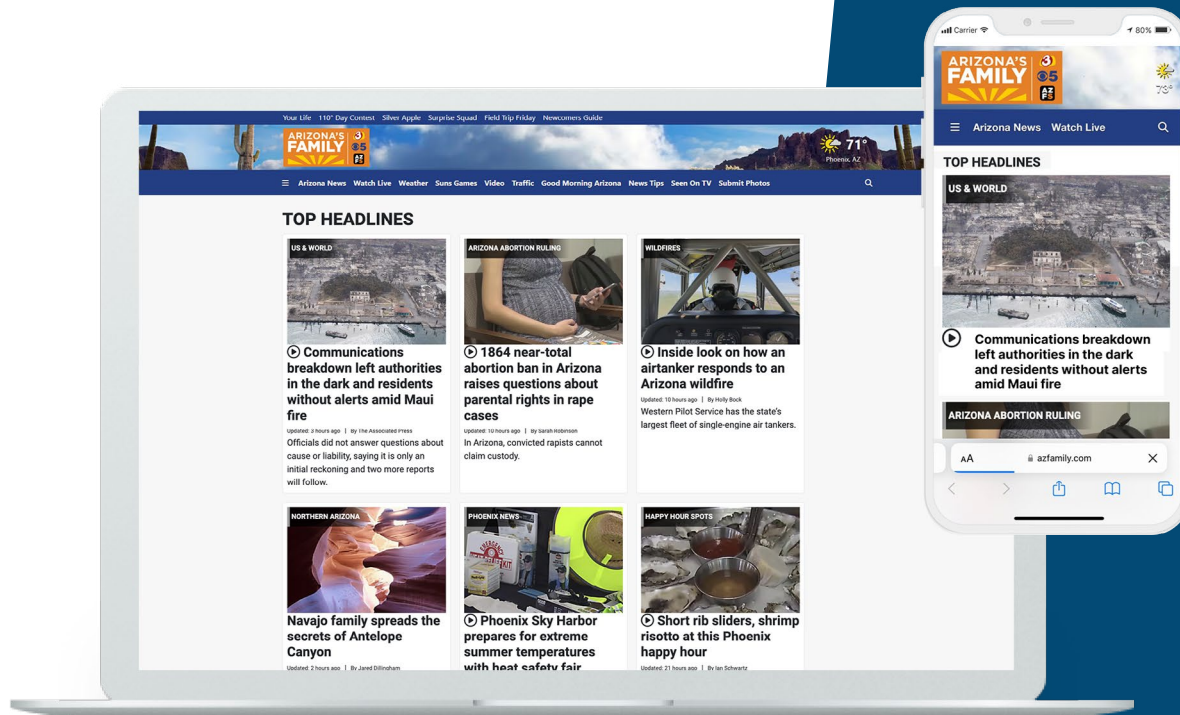 Your Life 110° Day Contest Silver Apple Surprise Squad Field Trip Friday Newcomers Guide
ARIZONA'S
FAMILY
3
5
AZ
FS
71°
Phoenix, AZ
Arizona News Watch Live Weather Suns Games Video Traffic Good Morning Arizona News Tips Seen On TV Submit Photos
TOP HEADLINES
US & WORLD
Communications
breakdown left authorities
in the dark and residents
without alerts amid Maui
fire
Updated: 3 hours ago | By The Associated Press
Officials did not answer questions about
cause or liability, saying it is only an
initial reckoning and two more reports
will follow.
ARIZONA ABORTION RULING
1864 near-total
abortion ban in Arizona
raises questions about
parental rights in rape
cases
Updated: 10 hours ago | By Sarah Robinson
In Arizona, convicted rapists cannot
claim custody.
WILDFIRES
Inside look on how an
airtanker responds to an
Arizona wildfire
Updated: 10 hours ago | By Holly Bock
Western Pilot Service has the state's
largest fleet of single-engine air tankers.
NORTHERN ARIZONA
Navajo family spreads the
secrets of Antelope
Canyon
Updated: 2 hours ago | By Jared Dillingham
PHOENIX NEWS
EMERGENCY
KIT
Phoenix Sky Harbor
prepares for extreme
summer temperatures
with heat safety fair
HAPPY HOUR SPOTS
Short rib sliders, shrimp
risotto at this Phoenix
happy hour
Updated: 21 hours ago | By Ian Schwartz
Carrier
80%
ARIZONA'S
FAMILY
3
5
AZ
FS
73°
Arizona News Watch Live
TOP HEADLINES
US & WORLD
Communications breakdown
left authorities in the dark
and residents without alerts
amid Maui fire
ARIZONA ABORTION RULING
AA
azfamily.com